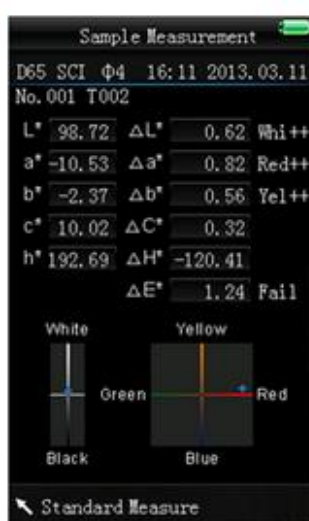 Sample Measurement
D65 SCI Φ4 16:11 2013.03.11
No.001 T002
L* 98.72 ΔL* 0.62 Whi++
a* -10.53 Δa* 0.82 Red++
b* -2.37 Δb* 0.56 Yel++
c* 10.02 ΔC* 0.32
h* 192.69 ΔH* -120.41
ΔE* 1.24 Fail
White Yellow
Green Red
Black Blue
Standard Measure